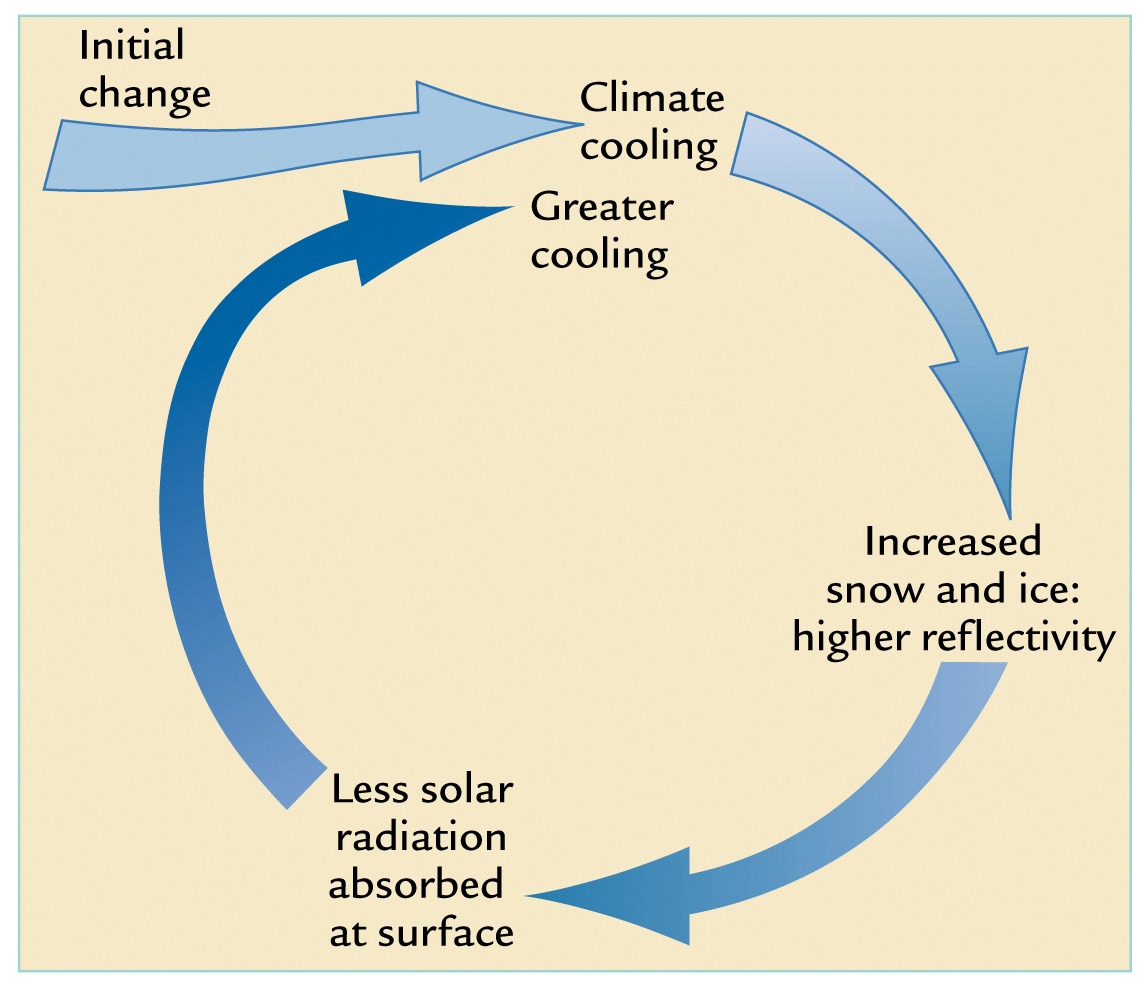 Initial
change
Climate
cooling
Greater
cooling
Increased
snow and ice:
higher reflectivity
Less solar
radiation
absorbed
at surface